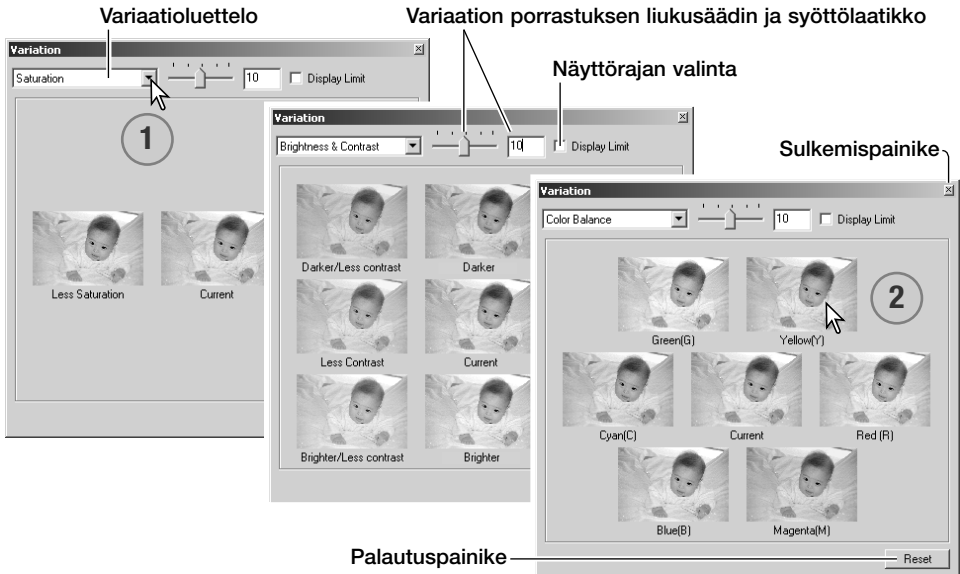 Variaatioluettelo
Variaation porrastuksen liukusäädin ja syöttölaatikko
Näyttörajan valinta
Sulkemispainike
Variation
Saturation
10
Display Limit
1
Less Saturation
Current
Variation
Brightness & Contrast
10
Display Limit
Darker/Less contrast
Darker
Less Contrast
Current
Brighter/Less contrast
Brighter
Variation
Color Balance
10
Display Limit
2
Green(G)
Yellow(Y)
Cyan(C)
Current
Red (R)
Blue(B)
Magenta(M)
Palautuspainike
Reset